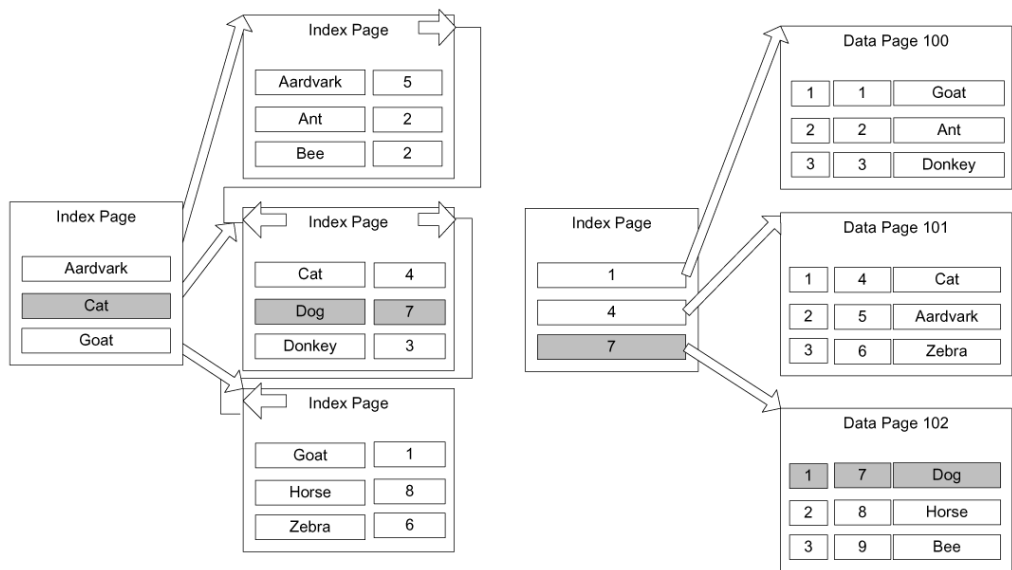 Index Page
Aardvark 5
Ant 2
Bee 2
Index Page
Aardvark
Cat
Goat
Index Page
Cat 4
Dog 7
Donkey 3
Index Page
Goat 1
Horse 8
Zebra 6
Index Page
1
4
7
Data Page 100
1 1 Goat
2 2 Ant
3 3 Donkey
Data Page 101
1 4 Cat
2 5 Aardvark
3 6 Zebra
Data Page 102
1 7 Dog
2 8 Horse
3 9 Bee